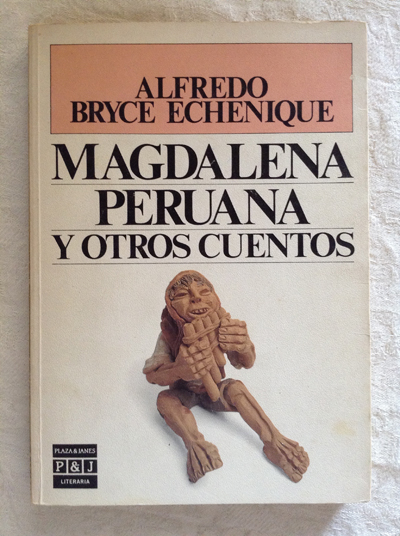 ALFREDO
BRYCE ECHENIQUE
MAGDALENA
PERUANA
Y OTROS CUENTOS
PLAZA & JANES
P&J
LITERARIA